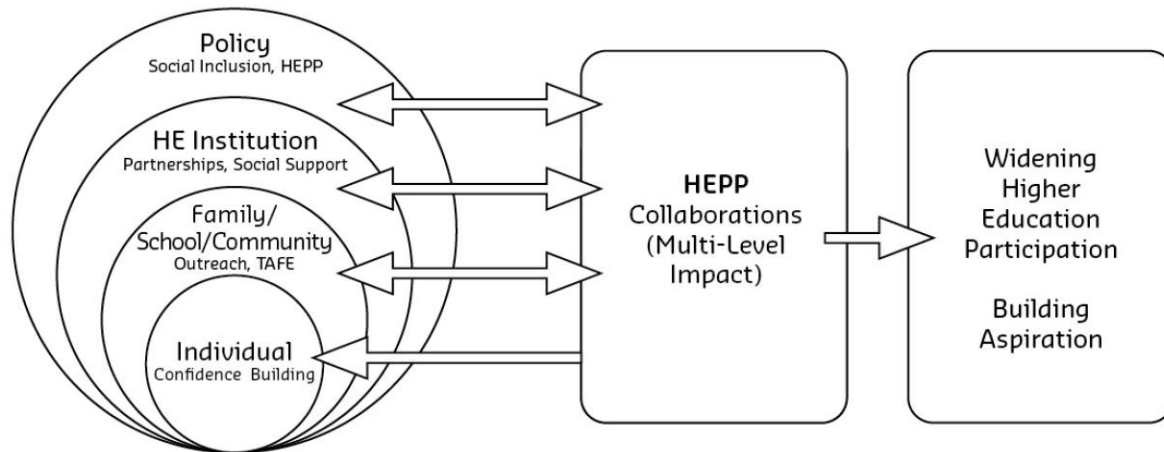 Policy
Social Inclusion, HEPP
HE Institution
Partnerships, Social Support
Family/
School/Community
Outreach, TAFE
Individual
Confidence Building
HEPP
Collaborations
(Multi-Level
Impact)
Widening
Higher
Education
Participation
Building
Aspiration